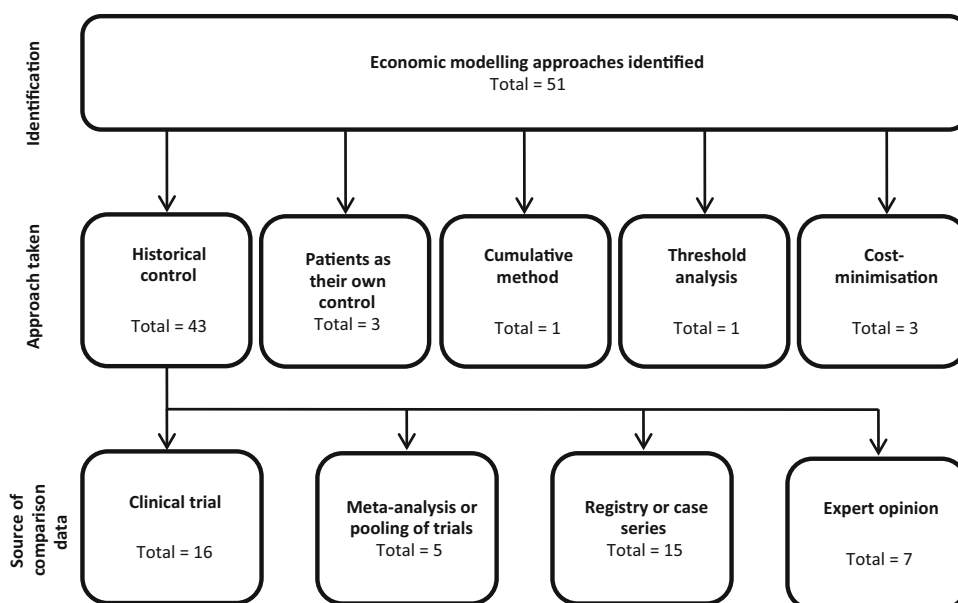 Identification
Economic modelling approaches identified
Total = 51
Approach taken
Historical
control
Total = 43
Patients as
their own
control
Total = 3
Cumulative
method
Total = 1
Threshold
analysis
Total = 1
Cost-
minimisation
Total = 3
Source of
comparison
data
Clinical trial
Total = 16
Meta-analysis or
pooling of trials
Total = 5
Registry or case
series
Total = 15
Expert opinion
Total = 7